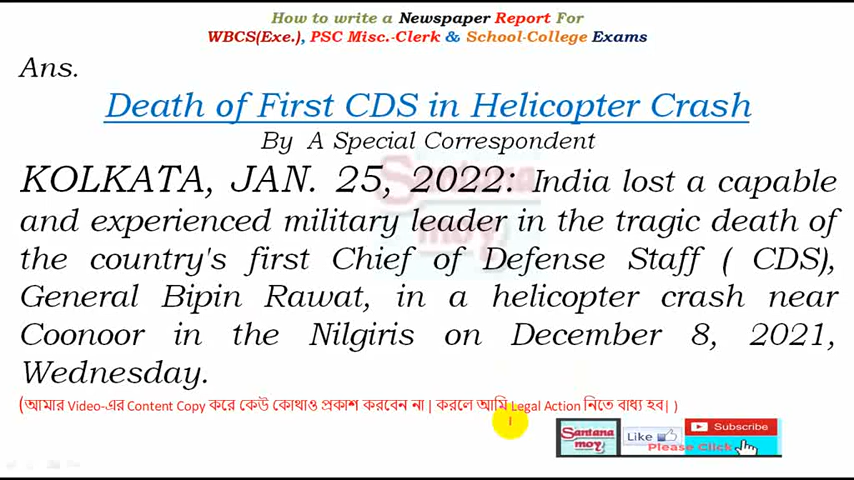 How to write a Newspaper Report For
WBCS(Exe.), PSC Misc.-Clerk & School-College Exams
Ans.
Death of First CDS in Helicopter Crash
By A Special Correspondent
KOLKATA, JAN. 25, 2022: India lost a capable
and experienced military leader in the tragic death of
the country's first Chief of Defense Staff ( CDS),
General Bipin Rawat, in a helicopter crash near
Coonoor in the Nilgiris on December 8, 2021,
Wednesday.
(আমার Video-এর Content Copy করে কেউ কোথাও প্রকাশ করবেন না| করলে আমি Legal Action নিতে বাধ্য হব| )
Santana moy
Like
Subscribe
Please Click